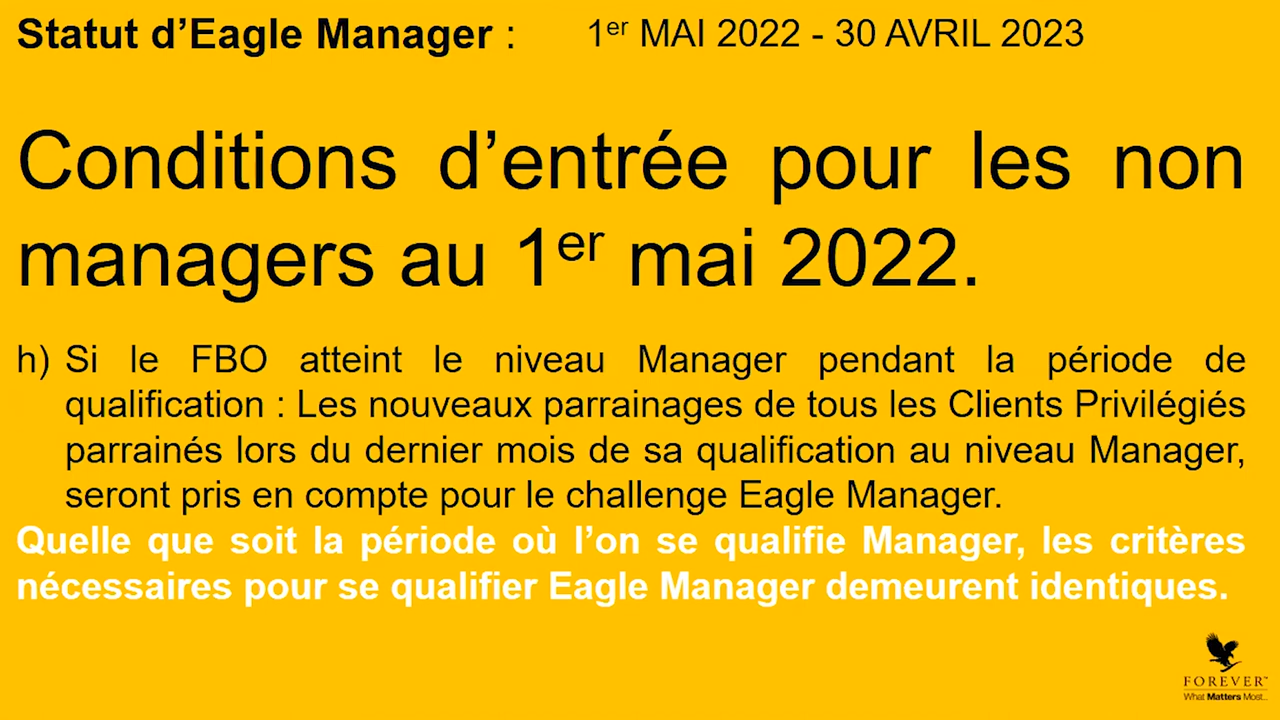 Statut d’Eagle Manager : 1er MAI 2022 - 30 AVRIL 2023
Conditions d’entrée pour les non
managers au 1er mai 2022.
h) Si le FBO atteint le niveau Manager pendant la période de
qualification : Les nouveaux parrainages de tous les Clients Privilégiés
parrainés lors du dernier mois de sa qualification au niveau Manager,
seront pris en compte pour le challenge Eagle Manager.
Quelle que soit la période où l’on se qualifie Manager, les critères
nécessaires pour se qualifier Eagle Manager demeurent identiques.
FOREVER™
What Matters Most...